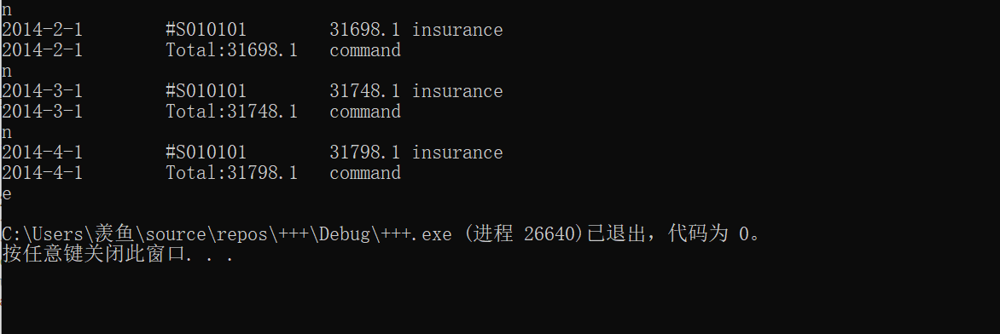 n
2014-2-1 #S010101 31698.1 insurance
2014-2-1 Total:31698.1 command
n
2014-3-1 #S010101 31748.1 insurance
2014-3-1 Total:31748.1 command
n
2014-4-1 #S010101 31798.1 insurance
2014-4-1 Total:31798.1 command
e
C:\Users\羡鱼\source\repos\+++\Debug\+++.exe (进程 26640)已退出，代码为 0。
按任意键关闭此窗口. . .